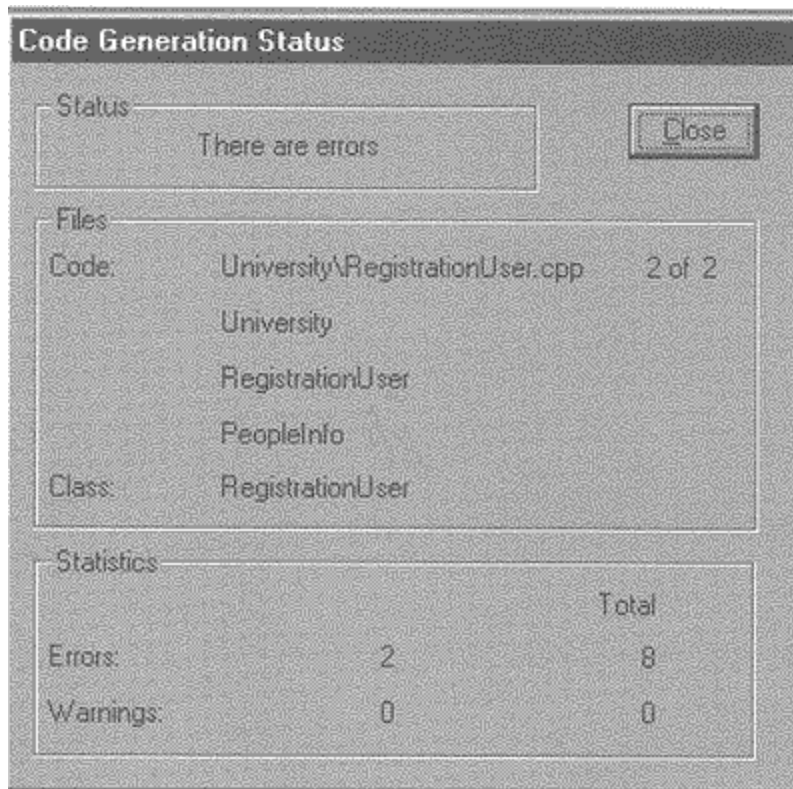 Code Generation Status
Status
There are errors
Close
Files
Code: University\RegistrationUser.cpp 2 of 2
University
RegistrationUser
PeopleInfo
Class: RegistrationUser
Statistics
Total
Errors: 2 8
Warnings: 0 0